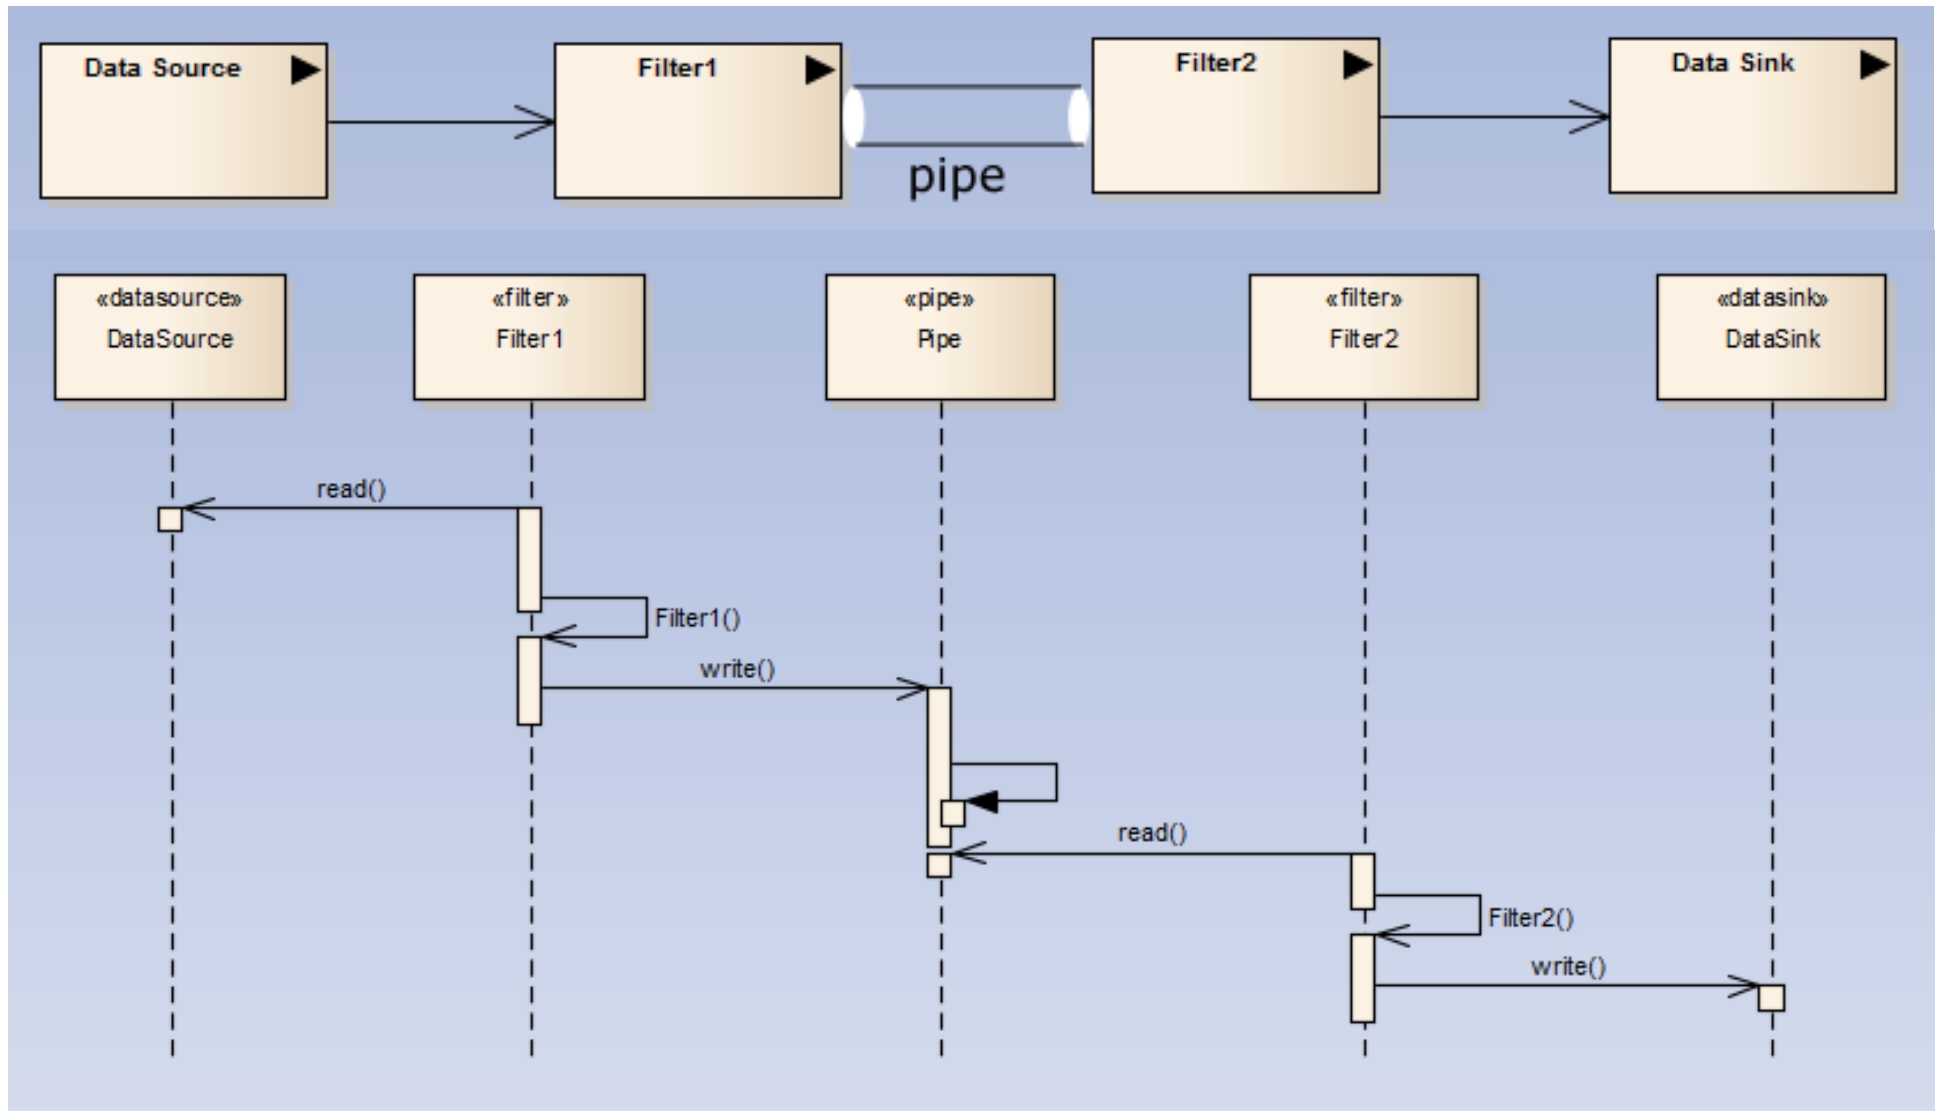 Data Source
Filter1
Filter2
Data Sink
pipe
«datasource»
DataSource
«filter»
Filter1
«pipe»
Pipe
«filter»
Filter2
«datasink»
DataSink
read()
Filter1()
write()
read()
Filter2()
write()